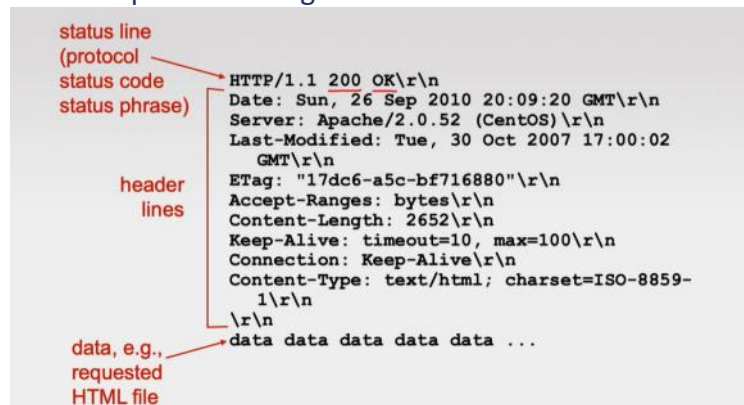 status line
(protocol
status code
status phrase)
HTTP/1.1 200 OK\r\n
Date: Sun, 26 Sep 2010 20:09:20 GMT\r\n
Server: Apache/2.0.52 (CentOS)\r\n
Last-Modified: Tue, 30 Oct 2007 17:00:02
GMT\r\n
ETag: "17dc6-a5c-bf716880"\r\n
Accept-Ranges: bytes\r\n
Content-Length: 2652\r\n
Keep-Alive: timeout=10, max=100\r\n
Connection: Keep-Alive\r\n
Content-Type: text/html; charset=ISO-8859-
1\r\n
\r\n
header
lines
data data data data data ...
data, e.g.,
requested
HTML file